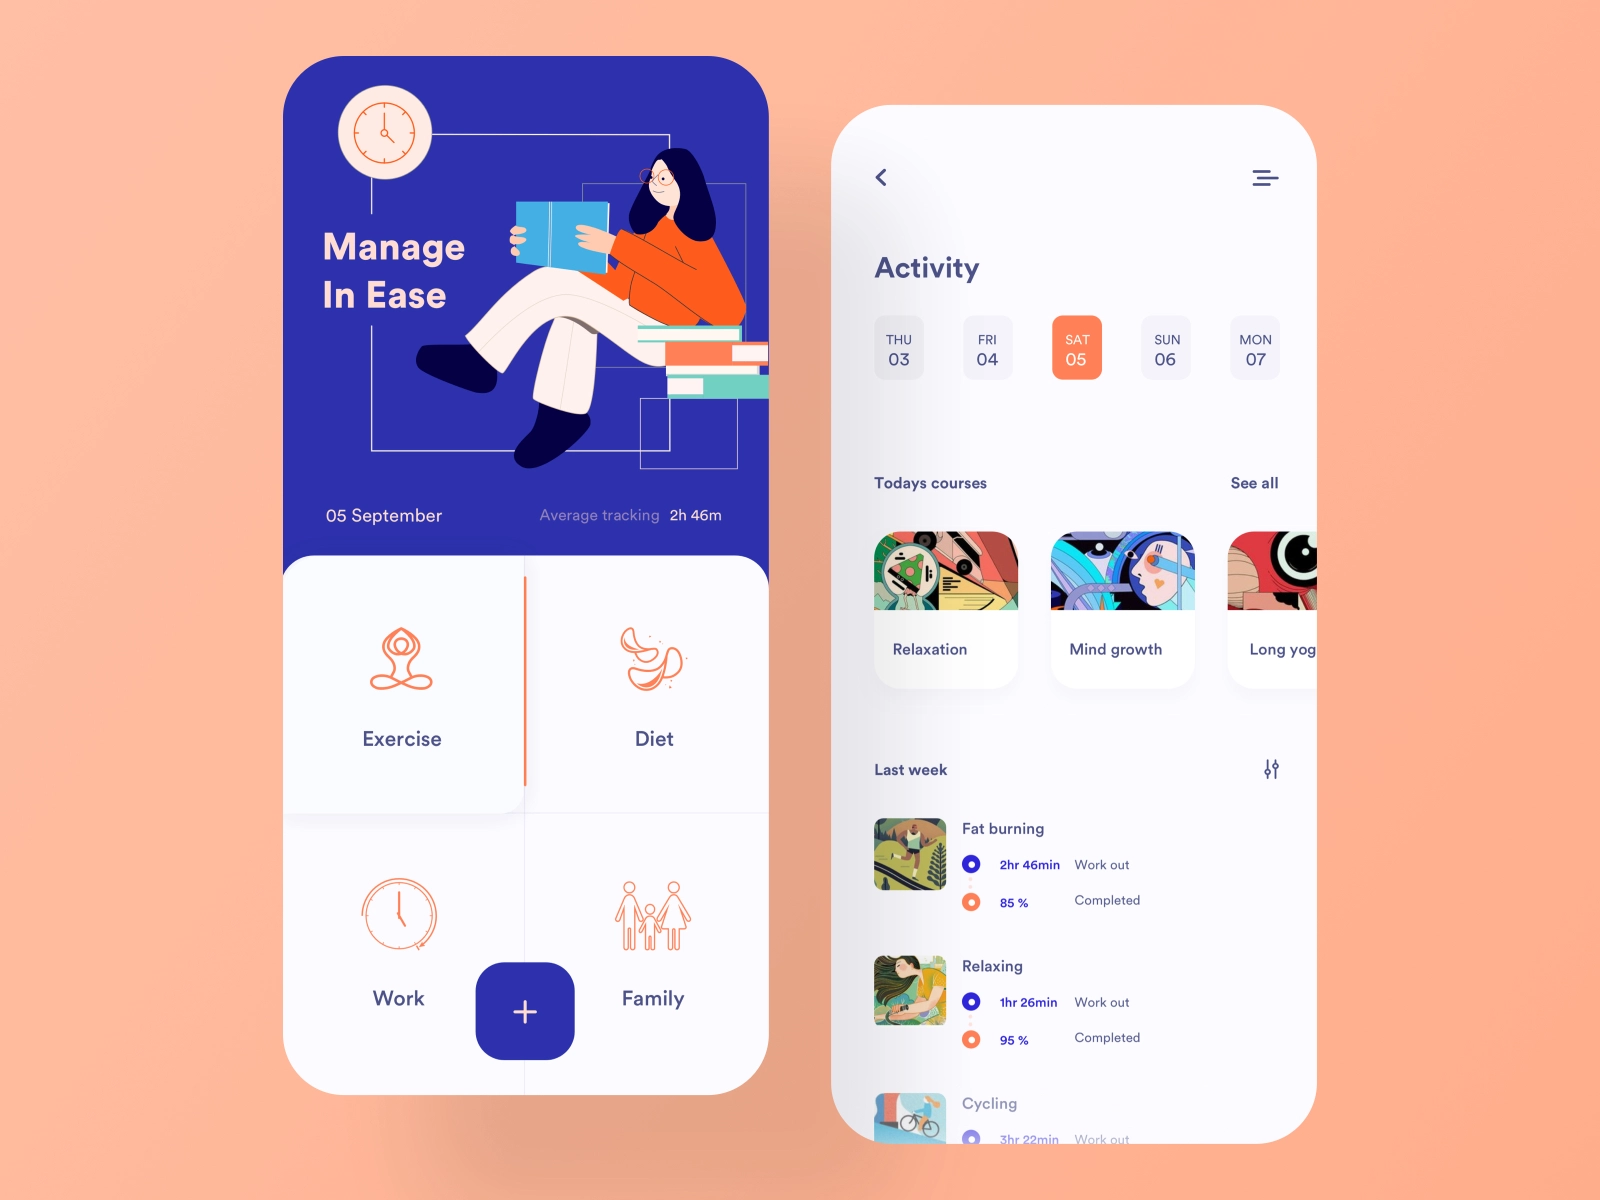 Manage
In Ease
05 September
Average tracking 2h 46m
Exercise
Diet
Work
Family
Activity
THU
03
FRI
04
SAT
05
SUN
06
MON
07
Todays courses
See all
Relaxation
Mind growth
Long yog
Last week
Fat burning
2hr 46min Work out
85 % Completed
Relaxing
1hr 26min Work out
95 % Completed
Cycling
3hr 22min Work out